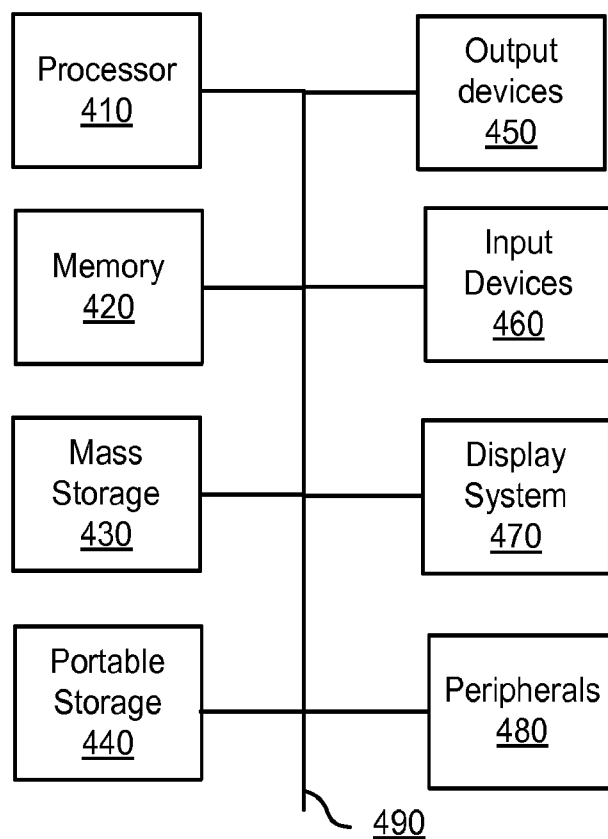 Processor
410
Output
devices
450
Memory
420
Input
Devices
460
Mass
Storage
430
Display
System
470
Portable
Storage
440
Peripherals
480
490